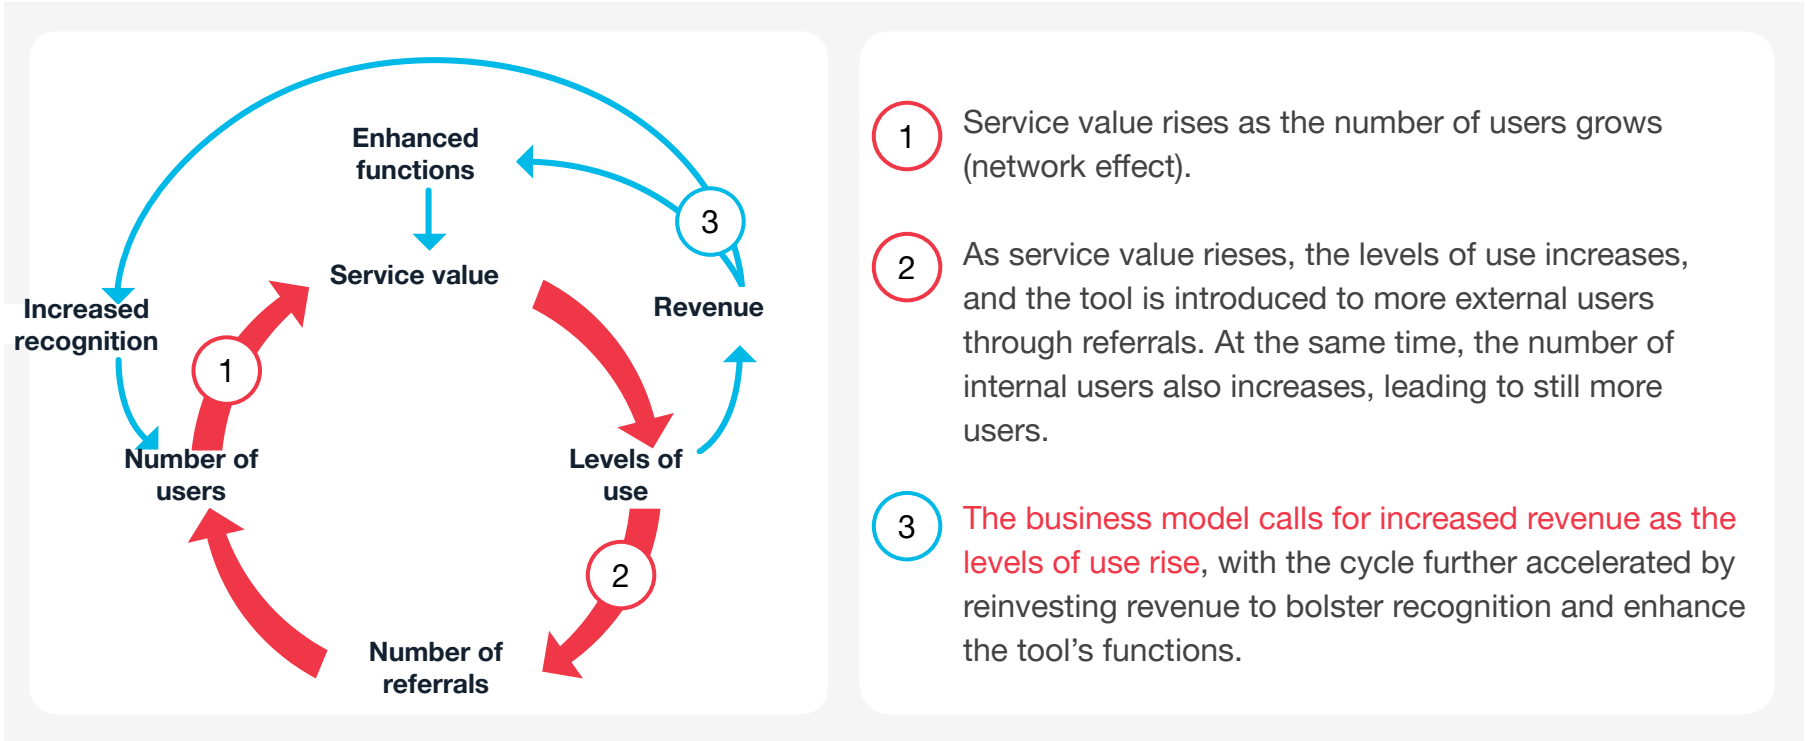 Enhanced
functions
3
Service value
Increased
recognition
Revenue
1
Number of
users
Levels of
use
2
Number of
referrals
1
Service value rises as the number of users grows
(network effect).
2
As service value rieses, the levels of use increases,
and the tool is introduced to more external users
through referrals. At the same time, the number of
internal users also increases, leading to still more
users.
3
The business model calls for increased revenue as the
levels of use rise, with the cycle further accelerated by
reinvesting revenue to bolster recognition and enhance
the tool’s functions.